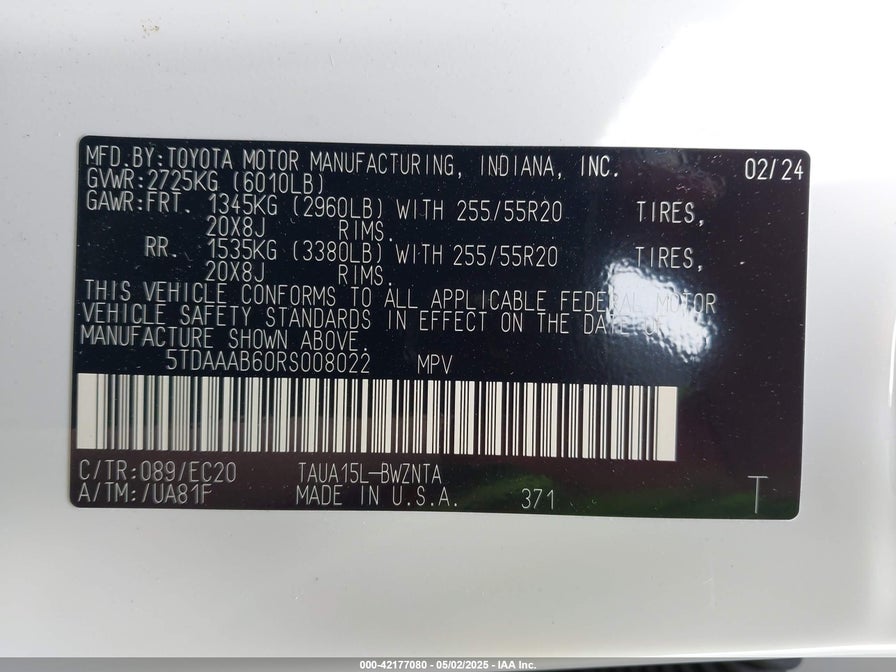 MFD.BY:TOYOTA MOTOR MANUFACTURING, INDIANA, INC. 02/24
GVWR:2725KG (6010LB)
GAWR:FRT. 1345KG (2960LB) WITH 255/55R20 TIRES,
20X8J RIMS.
RR. 1535KG (3380LB) WITH 255/55R20 TIRES,
20X8J RIMS.
THIS VEHICLE CONFORMS TO ALL APPLICABLE FEDERAL MOTOR
VEHICLE SAFETY STANDARDS IN EFFECT ON THE DATE OF
MANUFACTURE SHOWN ABOVE.
5TDAAAB60RS008022 MPV
C/TR:089/EC20 TAUA15L-BWZNTA
A/TM:/UA81F MADE IN U.S.A. 371 T
000-42177080 - 05/02/2025 - IAA Inc.